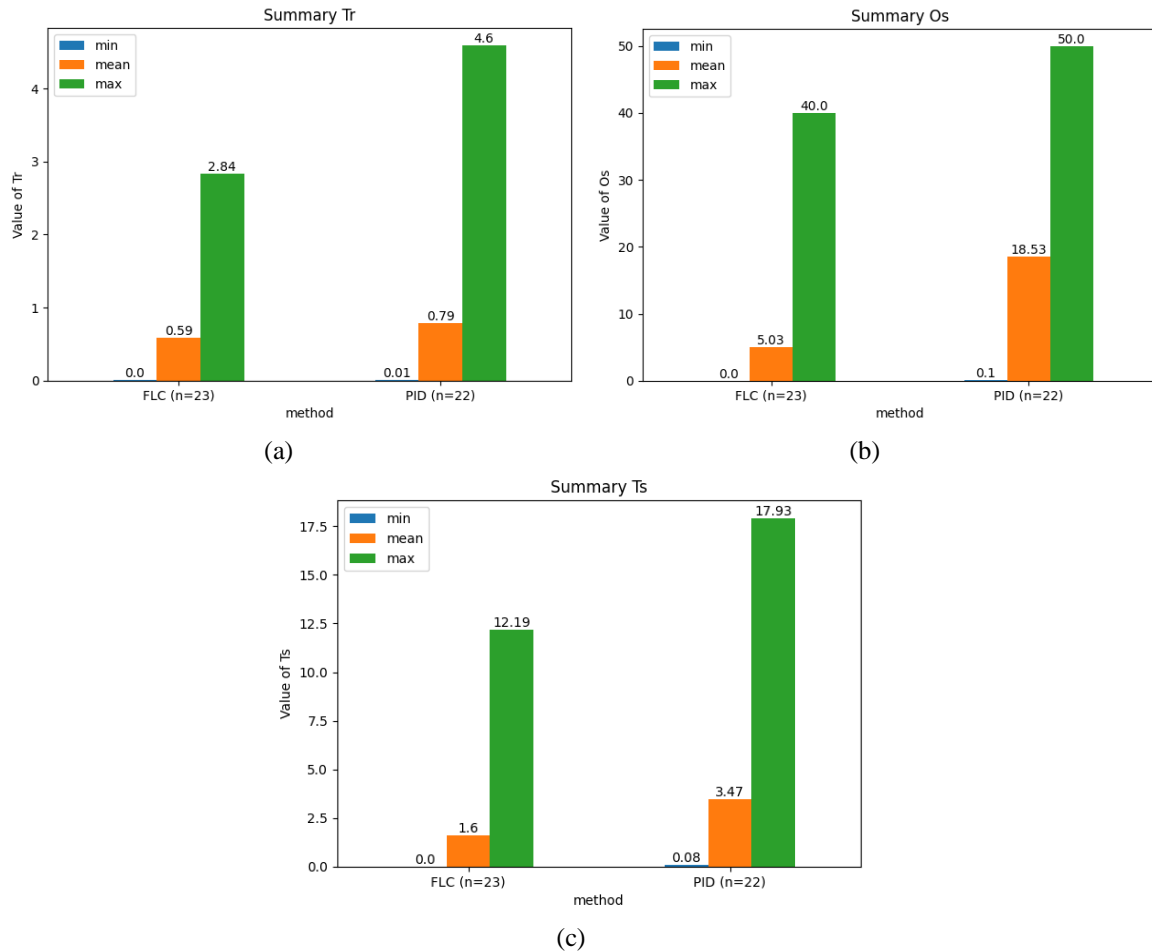 Summary Tr
min
mean
max
Value of Tr
4
3
2
1
0
0.0
0.59
2.84
0.01
0.79
4.6
FLC (n=23)
PID (n=22)
method
(a)
Summary Os
min
mean
max
Value of Os
50
40
30
20
10
0
0.0
5.03
40.0
0.1
18.53
50.0
FLC (n=23)
PID (n=22)
method
(b)
Summary Ts
min
mean
max
Value of Ts
17.5
15.0
12.5
10.0
7.5
5.0
2.5
0.0
0.0
1.6
12.19
0.08
3.47
17.93
FLC (n=23)
PID (n=22)
method
(c)